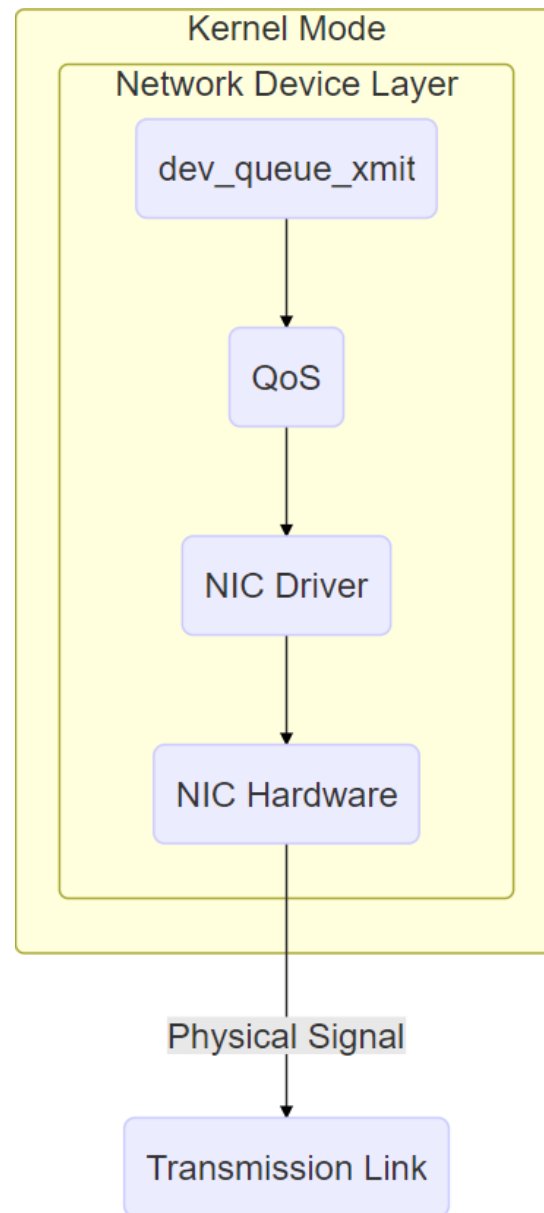 Kernel Mode
Network Device Layer
dev_queue_xmit
QoS
NIC Driver
NIC Hardware
Physical Signal
Transmission Link